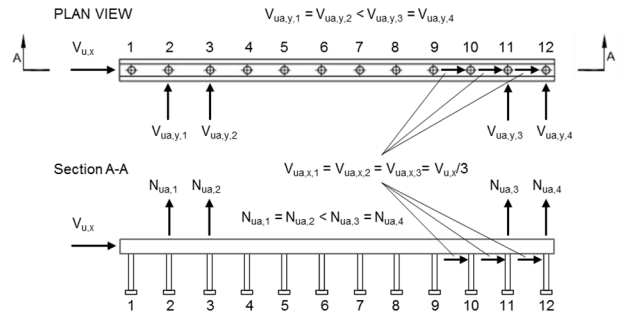 PLAN VIEW
Vua,y,1 = Vua,y,2 < Vua,y,3 = Vua,y,4
A
A
Vu,x
1 2 3 4 5 6 7 8 9 10 11 12
Vua,y,1
Vua,y,2
Vua,y,3
Vua,y,4
Section A-A
Vua,x,1 = Vua,x,2 = Vua,x,3= Vu,x/3
Nua,1
Nua,2
Nua,3
Nua,4
Nua,1 = Nua,2 < Nua,3 = Nua,4
Vu,x
1 2 3 4 5 6 7 8 9 10 11 12